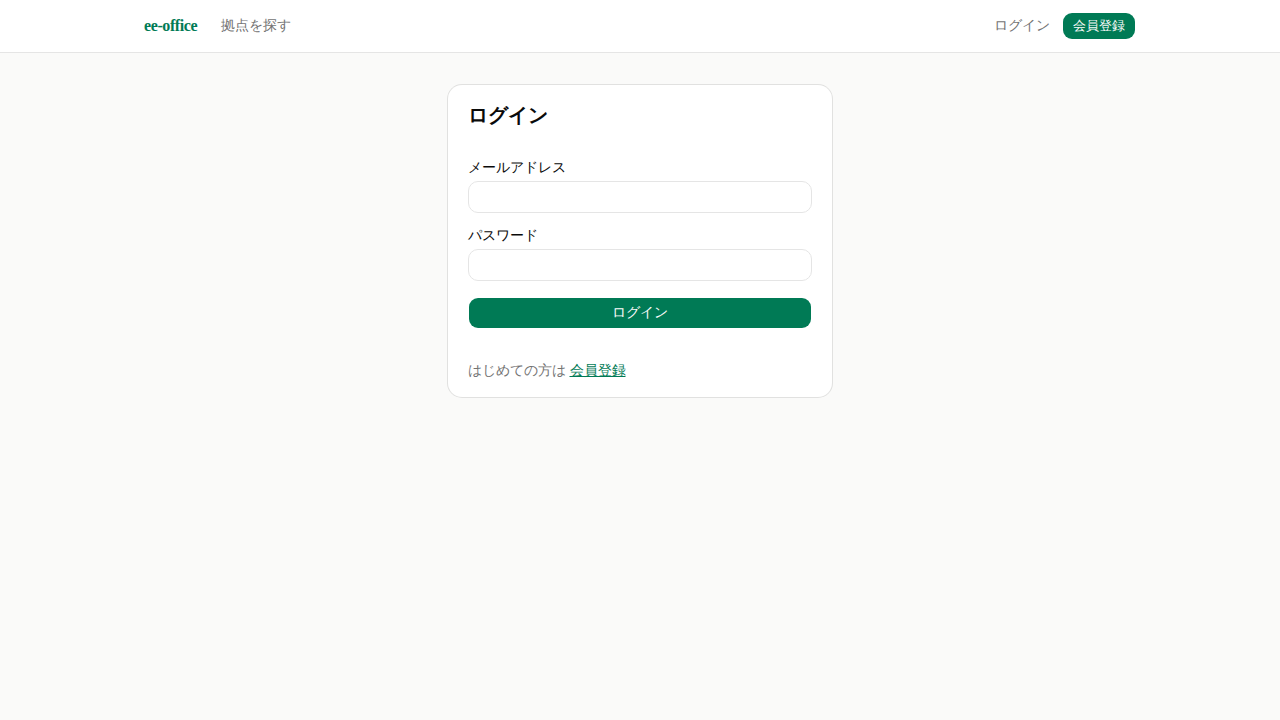 ee-office 拠点を探す ログイン 会員登録
ログイン
メールアドレス
パスワード
ログイン
はじめての方は 会員登録